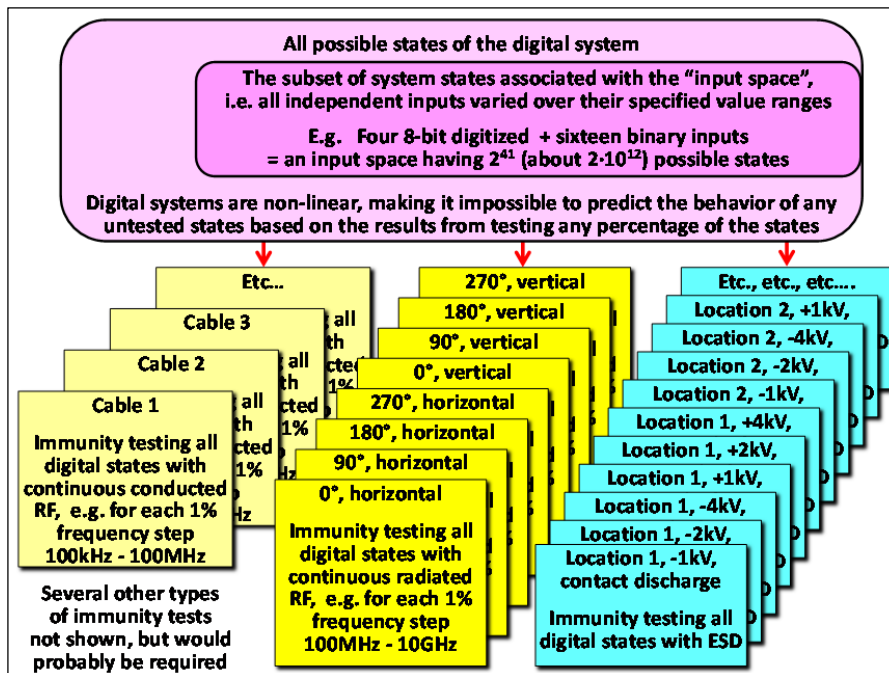 All possible states of the digital system
The subset of system states associated with the “input space”,
i.e. all independent inputs varied over their specified value ranges
E.g. Four 8-bit digitized + sixteen binary inputs
= an input space having 2⁴¹ (about 2·10¹²) possible states
Digital systems are non-linear, making it impossible to predict the behavior of any
untested states based on the results from testing any percentage of the states
Etc...
Cable 3
Cable 2
Cable 1
Immunity testing all
digital states with
continuous conducted
RF, e.g. for each 1%
frequency step
100kHz - 100MHz
Several other types
of immunity tests
not shown, but would
probably be required
270°, vertical
180°, vertical
90°, vertical
0°, vertical
270°, horizontal
180°, horizontal
90°, horizontal
0°, horizontal
Immunity testing all
digital states with
continuous radiated
RF, e.g. for each 1%
frequency step
100MHz - 10GHz
Etc., etc., etc....
Location 2, +1kV,
Location 2, -4kV,
Location 2, -2kV,
Location 2, -1kV,
Location 1, +4kV,
Location 1, +2kV,
Location 1, +1kV,
Location 1, -4kV,
Location 1, -2kV,
Location 1, -1kV,
contact discharge
Immunity testing all
digital states with ESD